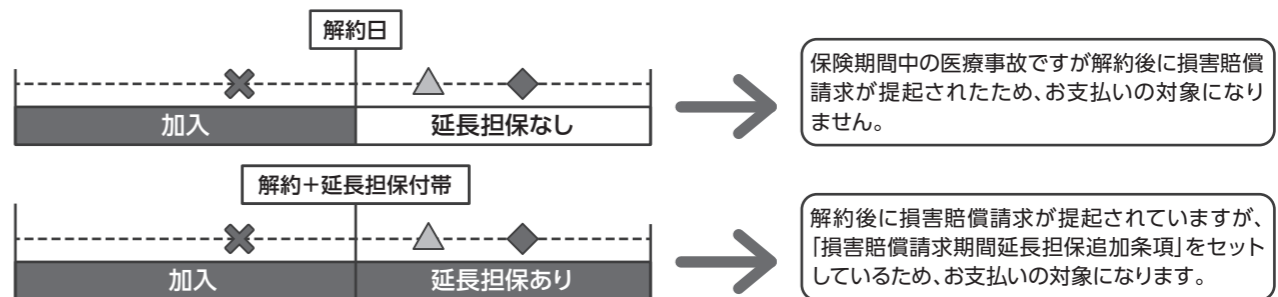 解約日
加入
延長担保なし
保険期間中の医療事故ですが解約後に損害賠償
請求が提起されたため、お支払いの対象になり
ません。
解約+延長担保付帯
加入
延長担保あり
解約後に損害賠償請求が提起されていますが、
「損害賠償請求期間延長担保追加条項」をセット
しているため、お支払いの対象になります。